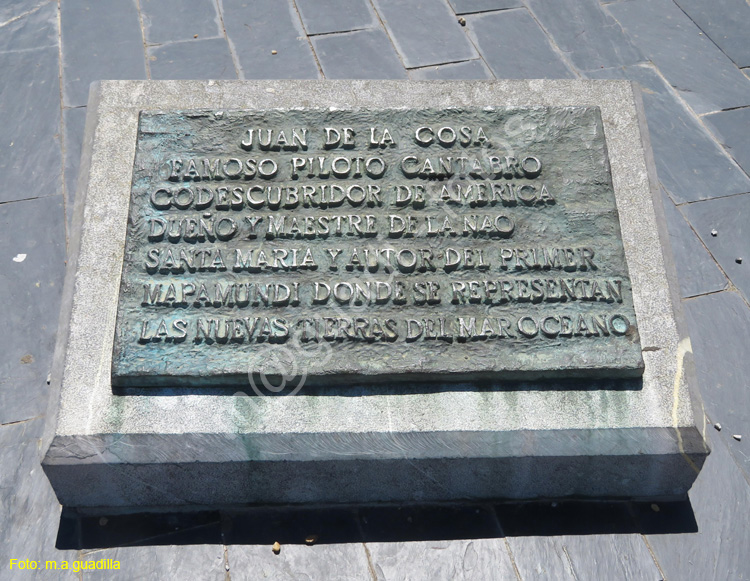 JUAN DE LA COSA
FAMOSO PILOTO CANTABRO
CODESCUBRIDOR DE AMERICA
DUEÑO Y MAESTRE DE LA NAO
SANTA MARIA Y AUTOR DEL PRIMER
MAPAMUNDI DONDE SE REPRESENTAN
LAS NUEVAS TIERRAS DEL MAR OCEANO
Foto: m.a.guadilla